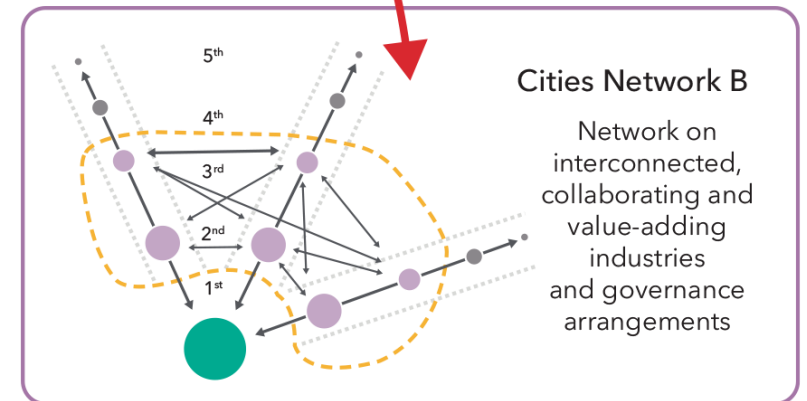 5th
4th
3rd
2nd
1st
Cities Network B
Network on
interconnected,
collaborating and
value-adding
industries
and governance
arrangements